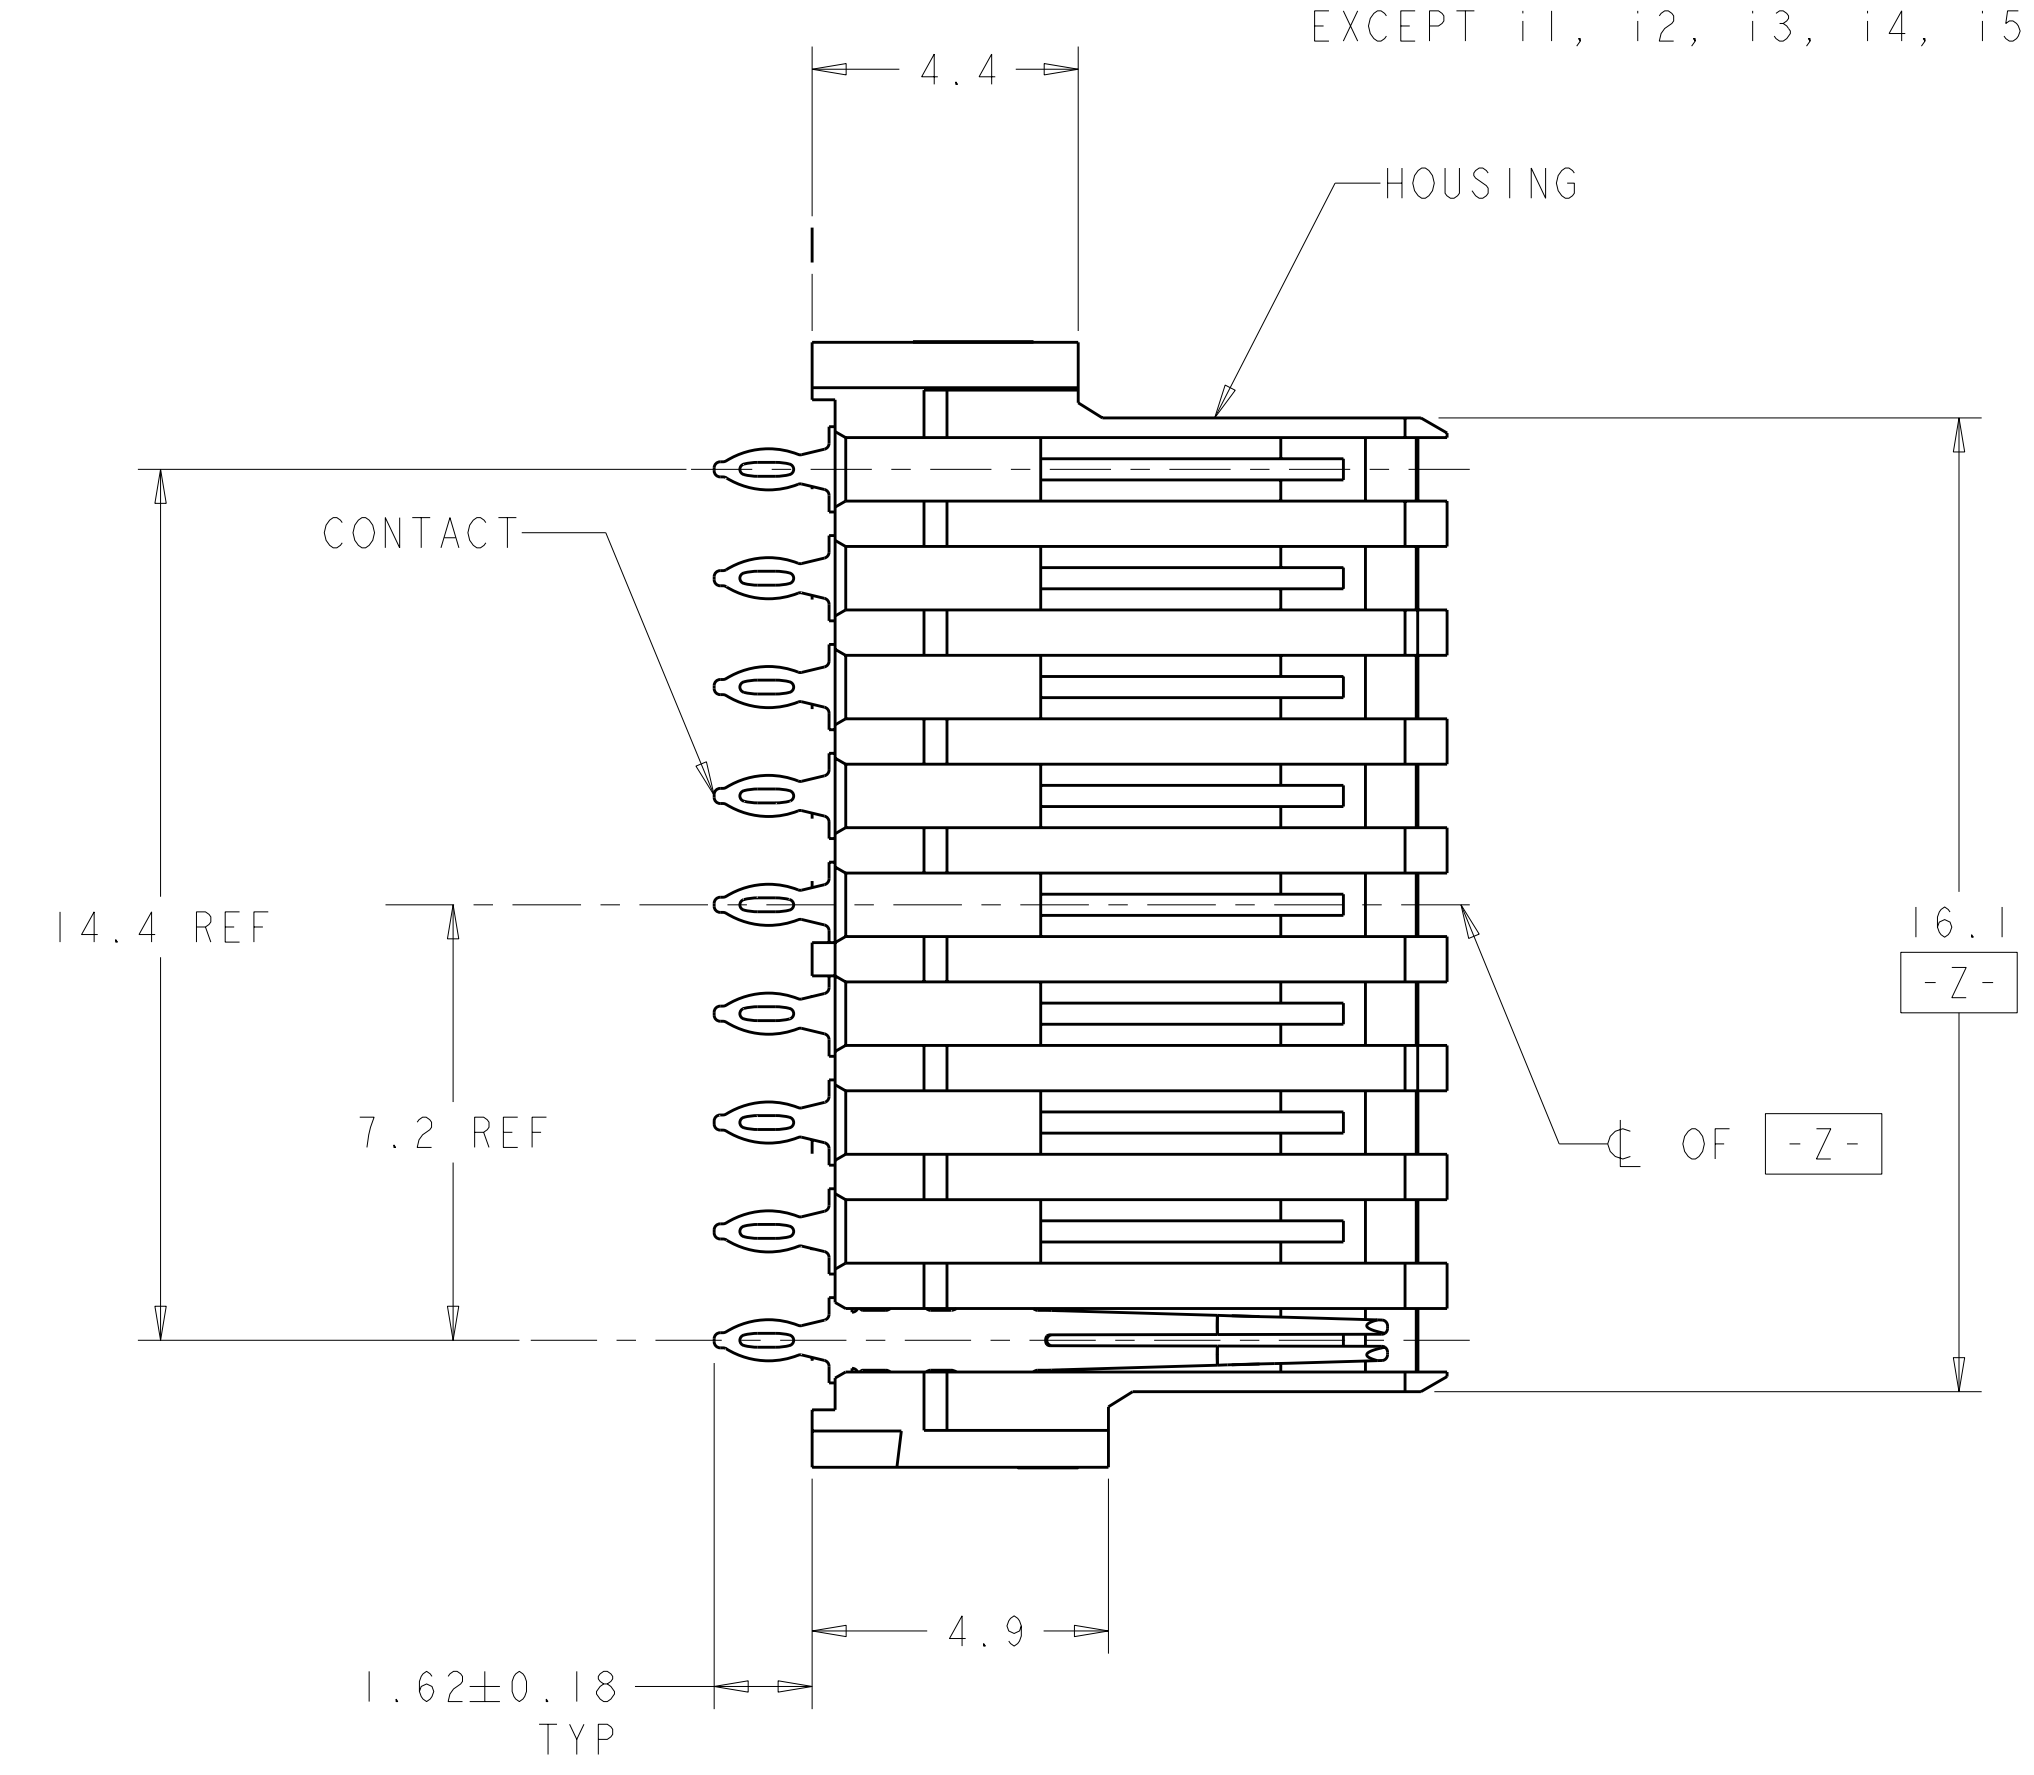 EXCEPT i1, i2, i3, i4, i5
4.4
HOUSING
CONTACT
14.4 REF
16.1
-Z-
7.2 REF
℄ OF -Z-
4.9
1.62±0.18
TYP